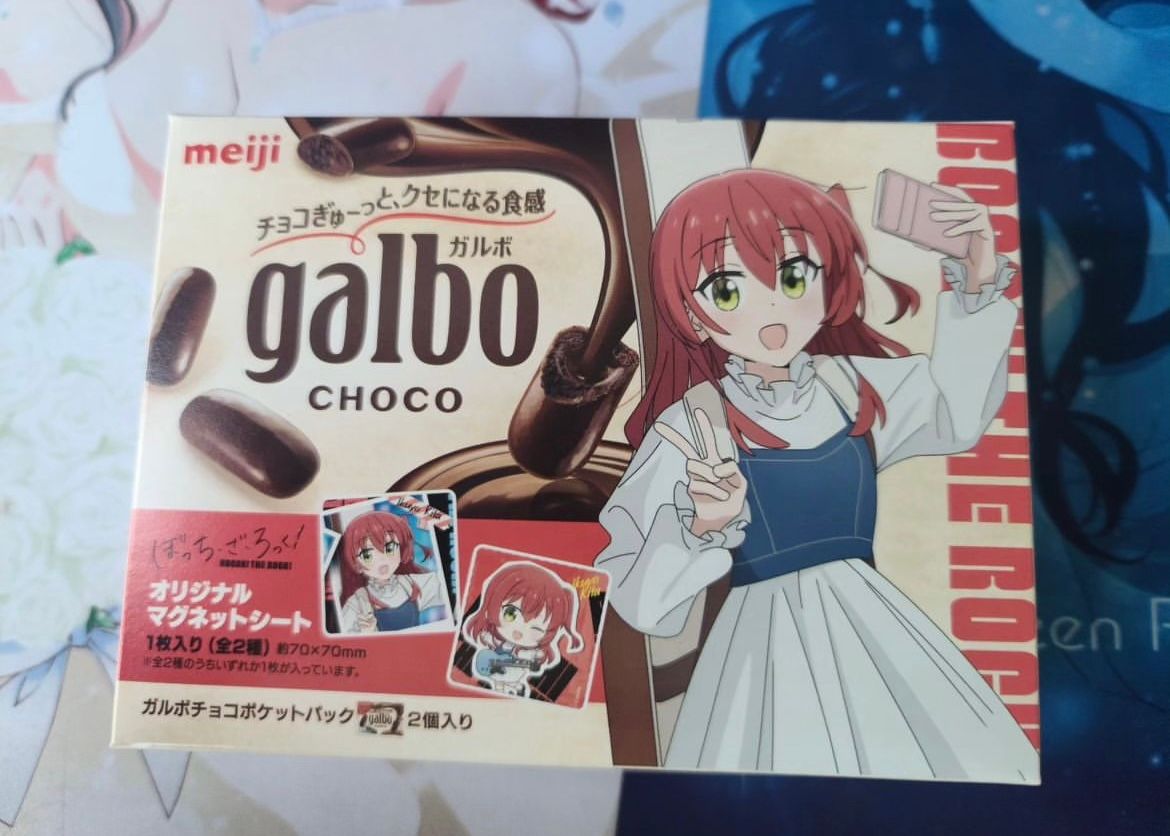 meiji
チョコぎゅーっと、クセになる食感
ガルボ
galbo
CHOCO
ぼっち・ざ・ろっく!
BOCCHI THE ROCK!
オリジナル
マグネットシート
1枚入り(全2種) 約70×70mm
※全2種のうちいずれか1枚が入っています。
Ikuyo Kita
Ikuyo Kita
ガルボチョコポケットパック galbo 2個入り
BOCCHI THE ROCK